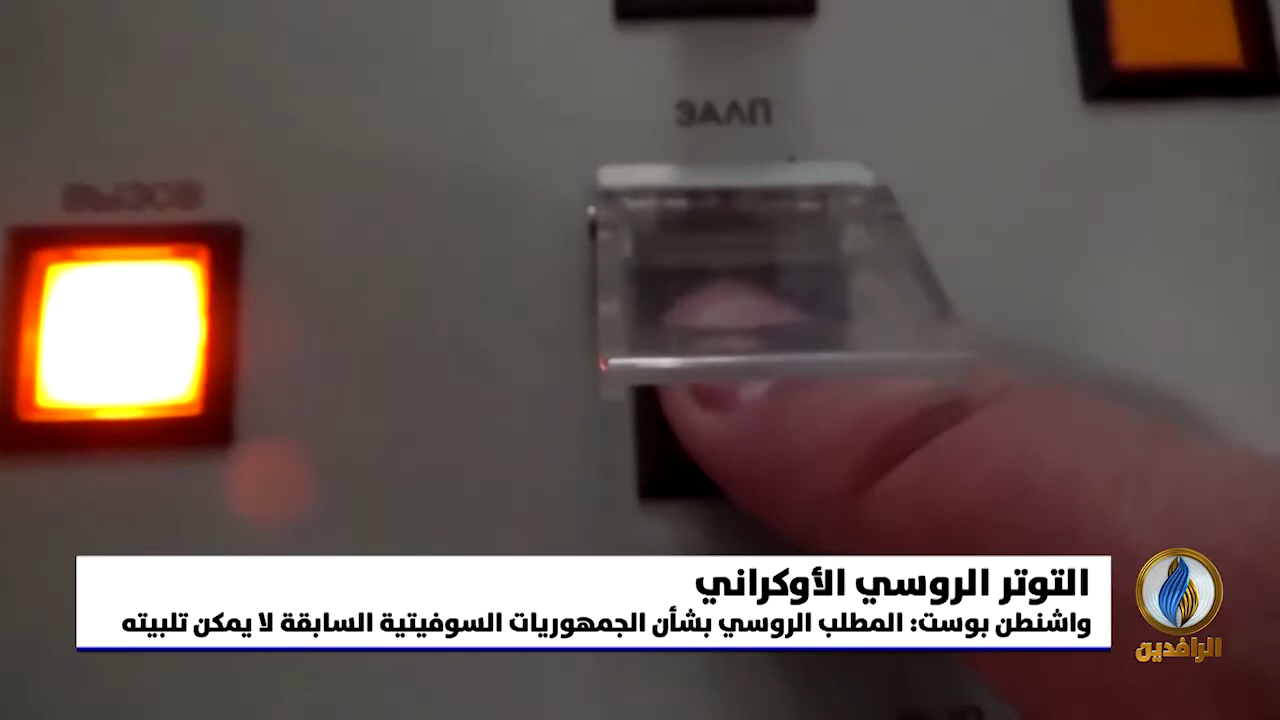 ЗАЛП
ВЫЗОВ
التوتر الروسي الأوكراني
واشنطن بوست: المطلب الروسي بشأن الجمهوريات السوفيتية السابقة لا يمكن تلبيته
الرافدين